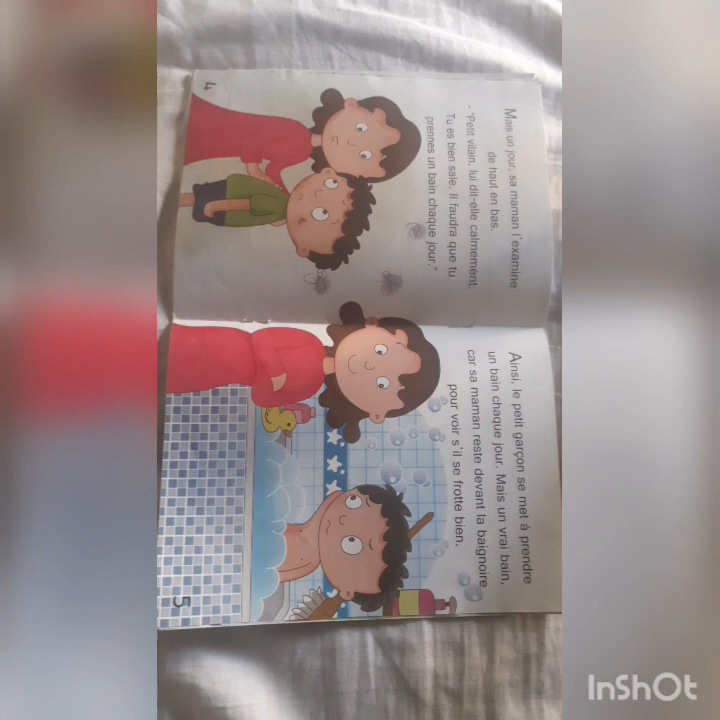 Mais un jour, sa maman l'examine
de haut en bas.
- "Petit vilain, lui dit-elle calmement.
Tu es bien sale. Il faudra que tu
prennes un bain chaque jour."
4
Ainsi, le petit garçon se met à prendre
un bain chaque jour. Mais un vrai bain,
car sa maman reste devant la baignoire
pour voir s'il se frotte bien.
5
InShOt